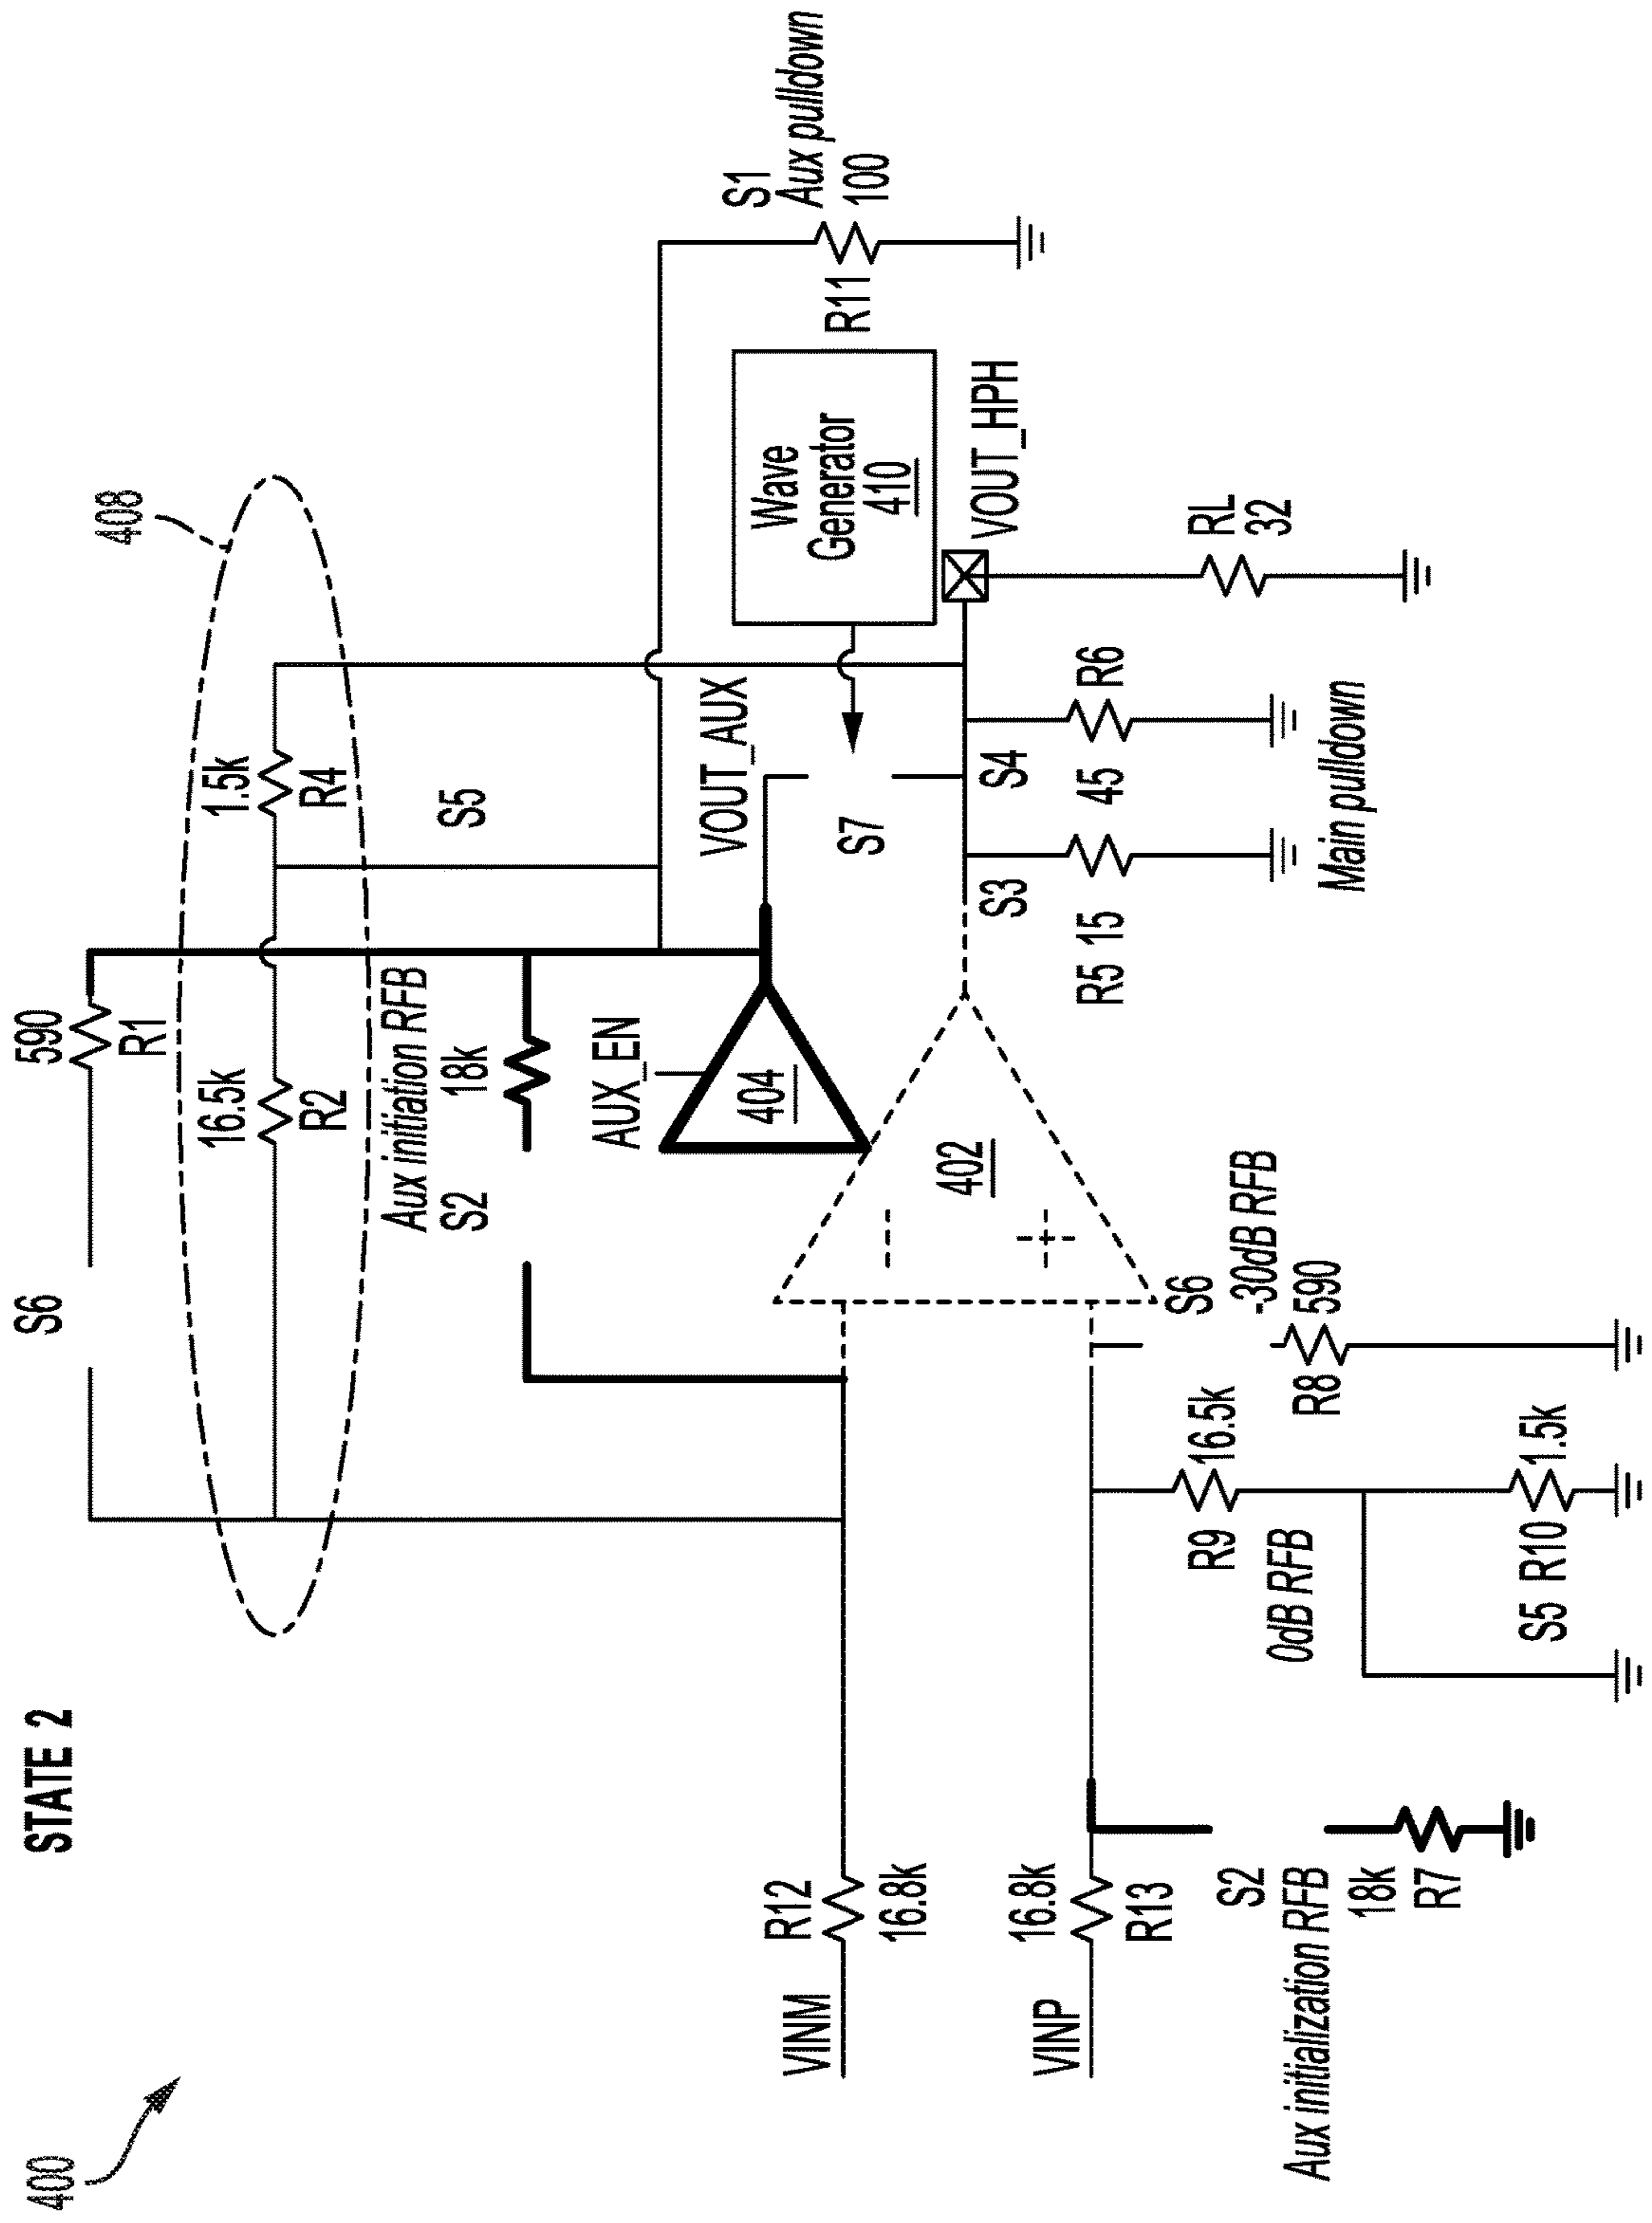 400
STATE 2
S6
590
R1
408
16.5k
R2
1.5k
R4
Aux initiation RFB
S2
18k
S5
AUX_EN
404
VOUT_AUX
S1
Aux pulldown
100
R11
Wave
Generator
410
S7
VOUT_HPH
402
S3
S4
R5 15
45
R6
Main pulldown
RL
32
VINM
R12
16.8k
VINP
16.8k
R13
S2
Aux initialization RFB
18k
R7
S6
-30dB RFB
590
R8
16.5k
R9
0dB RFB
1.5k
S5 R10